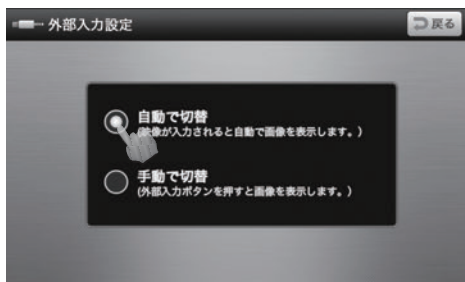 外部入力設定
戻る
自動で切替
(映像が入力されると自動で画像を表示します。)
手動で切替
(外部入力ボタンを押すと画像を表示します。)